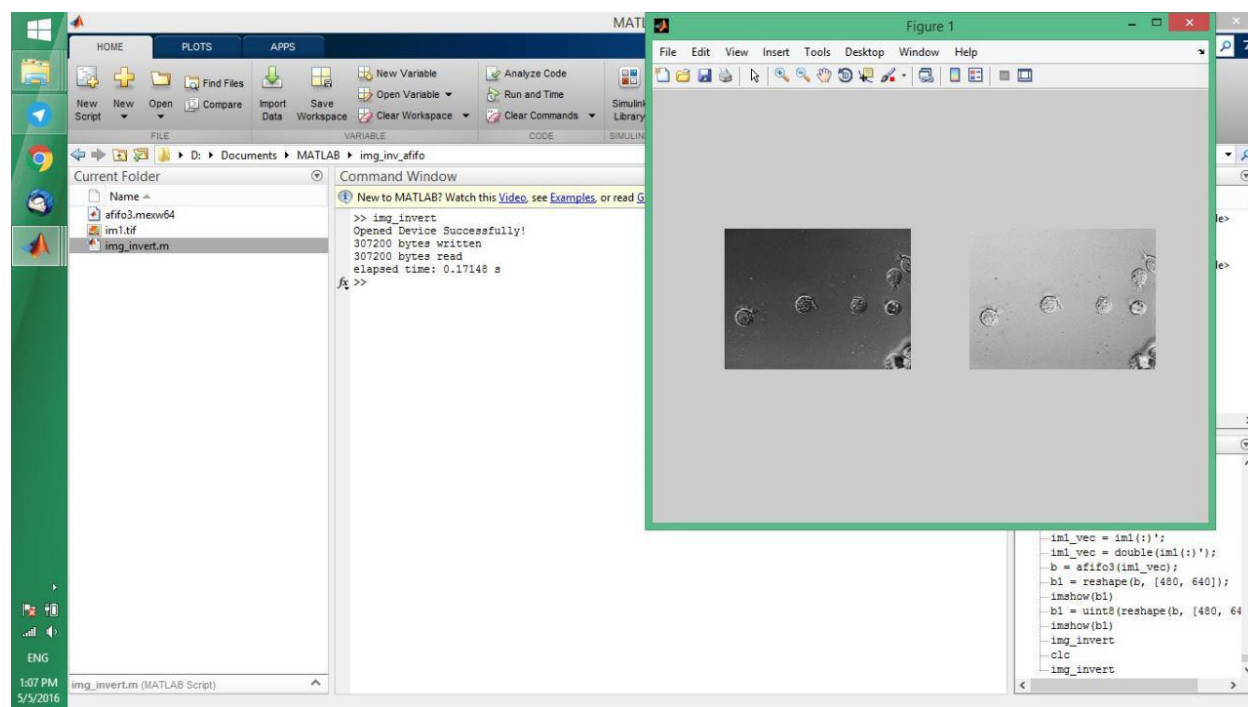 MATL
Figure 1
HOME PLOTS APPS
File Edit View Insert Tools Desktop Window Help
New Script
New
Open
Find Files
Compare
Import Data
Save Workspace
New Variable
Open Variable
Clear Workspace
Analyze Code
Run and Time
Clear Commands
Simulink Library
FILE VARIABLE CODE SIMULIN
D: Documents MATLAB img_inv_afifo
Current Folder
Name
afifo3.mexw64
im1.tif
img_invert.m
Command Window
New to MATLAB? Watch this Video, see Examples, or read G
>> img_invert
Opened Device Successfully!
307200 bytes written
307200 bytes read
elapsed time: 0.17148 s
fx >>
le>
le>
im1_vec = im1(:)';
im1_vec = double(im1(:)');
b = afifo3(im1_vec);
b1 = reshape(b, [480, 640]);
imshow(b1)
b1 = uint8(reshape(b, [480, 64
imshow(b1)
img_invert
clc
img_invert
img_invert.m (MATLAB Script)
ENG
1:07 PM
5/5/2016